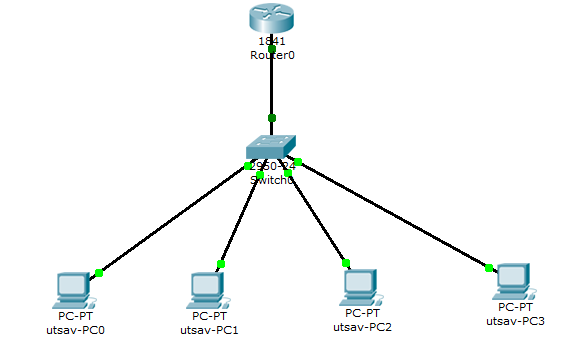 1841
Router0
2950-24
Switch0
PC-PT
utsav-PC0
PC-PT
utsav-PC1
PC-PT
utsav-PC2
PC-PT
utsav-PC3